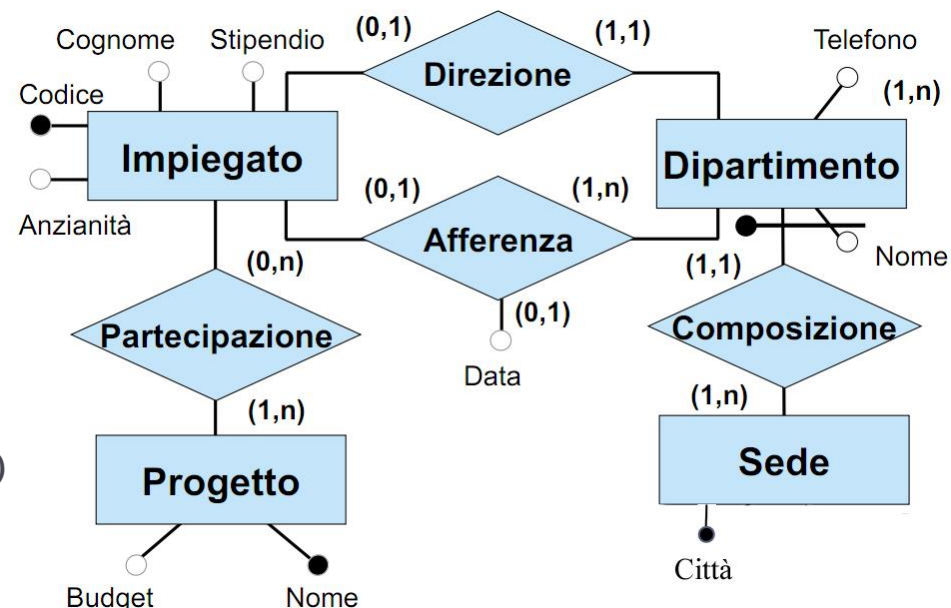 (0,1)
(1,1)
Cognome
Stipendio
Telefono
Direzione
Codice
(1,n)
Impiegato
Dipartimento
(0,1)
(1,n)
Anzianità
Afferenza
Nome
(0,n)
(1,1)
(0,1)
Partecipazione
Composizione
Data
(1,n)
(1,n)
)
Progetto
Sede
Città
Budget
Nome